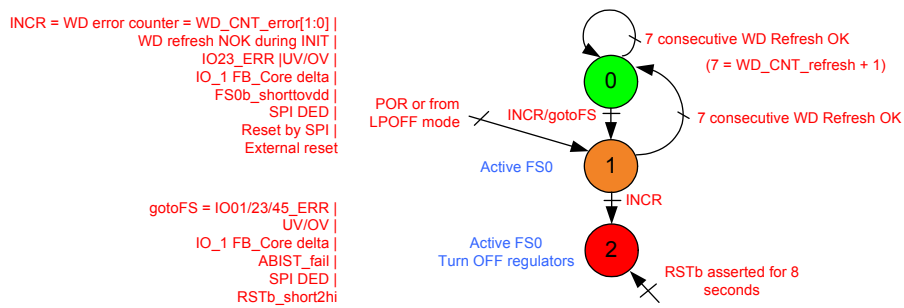 INCR = WD error counter = WD_CNT_error[1:0] |
WD refresh NOK during INIT |
IO23_ERR |UV/OV |
IO_1 FB_Core delta |
FS0b_shorttovdd |
SPI DED |
Reset by SPI |
External reset
7 consecutive WD Refresh OK
(7 = WD_CNT_refresh + 1)
0
POR or from
LPOFF mode
INCR/gotoFS
7 consecutive WD Refresh OK
Active FS0
1
INCR
gotoFS = IO01/23/45_ERR |
UV/OV |
IO_1 FB_Core delta |
ABIST_fail |
SPI DED |
RSTb_short2hi
Active FS0
Turn OFF regulators
2
RSTb asserted for 8
seconds